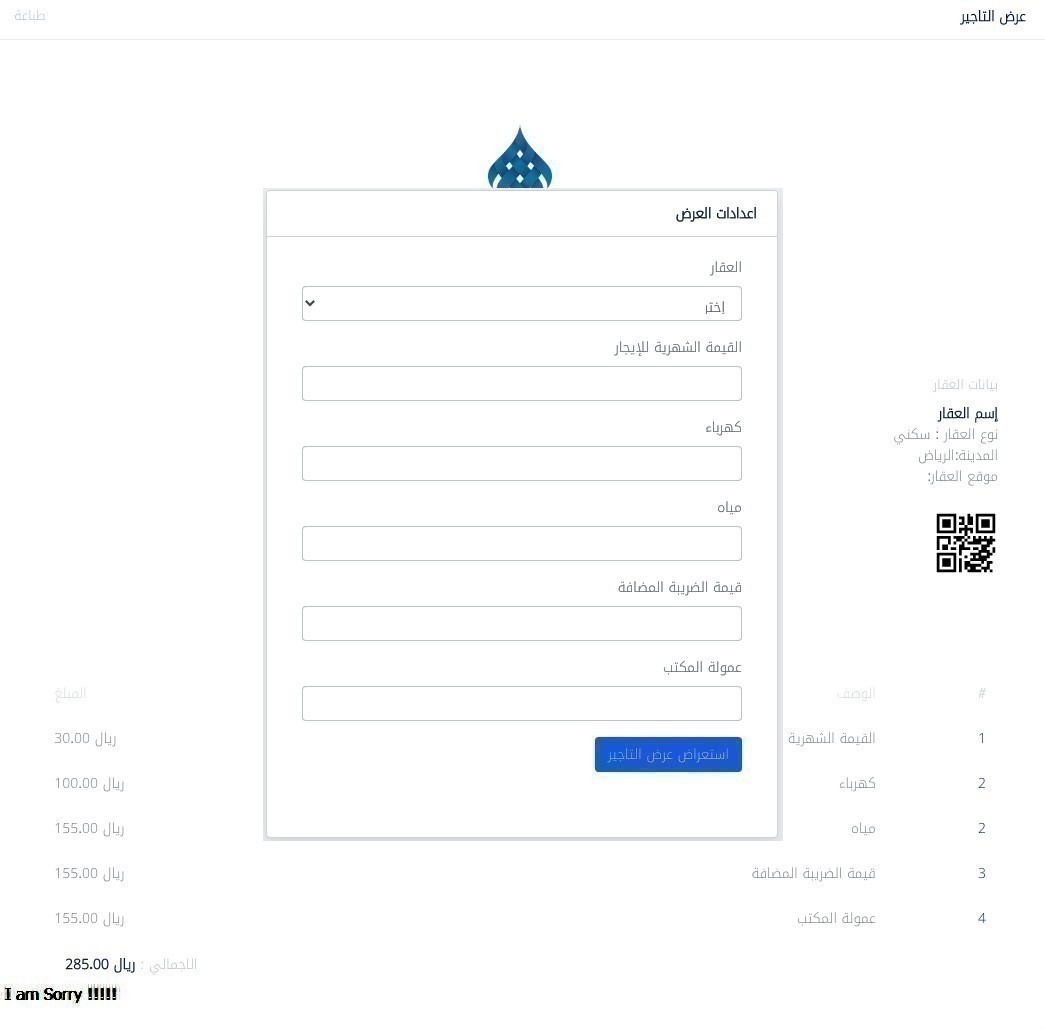 عرض التاجير
طباعة
اعدادات العرض
العقار
إختر
القيمة الشهرية للإيجار
كهرباء
مياه
قيمة الضريبة المضافة
عمولة المكتب
استعراض عرض التاجير
بيانات العقار
إسم العقار
نوع العقار : سكني
المدينة:الرياض
موقع العقار:
# الوصف المبلغ
1 القيمة الشهرية ريال 30.00
2 كهرباء ريال 100.00
2 مياه ريال 155.00
3 قيمة الضريبة المضافة ريال 155.00
4 عمولة المكتب ريال 155.00
الاجمالي : ريال 285.00
I am Sorry !!!!!